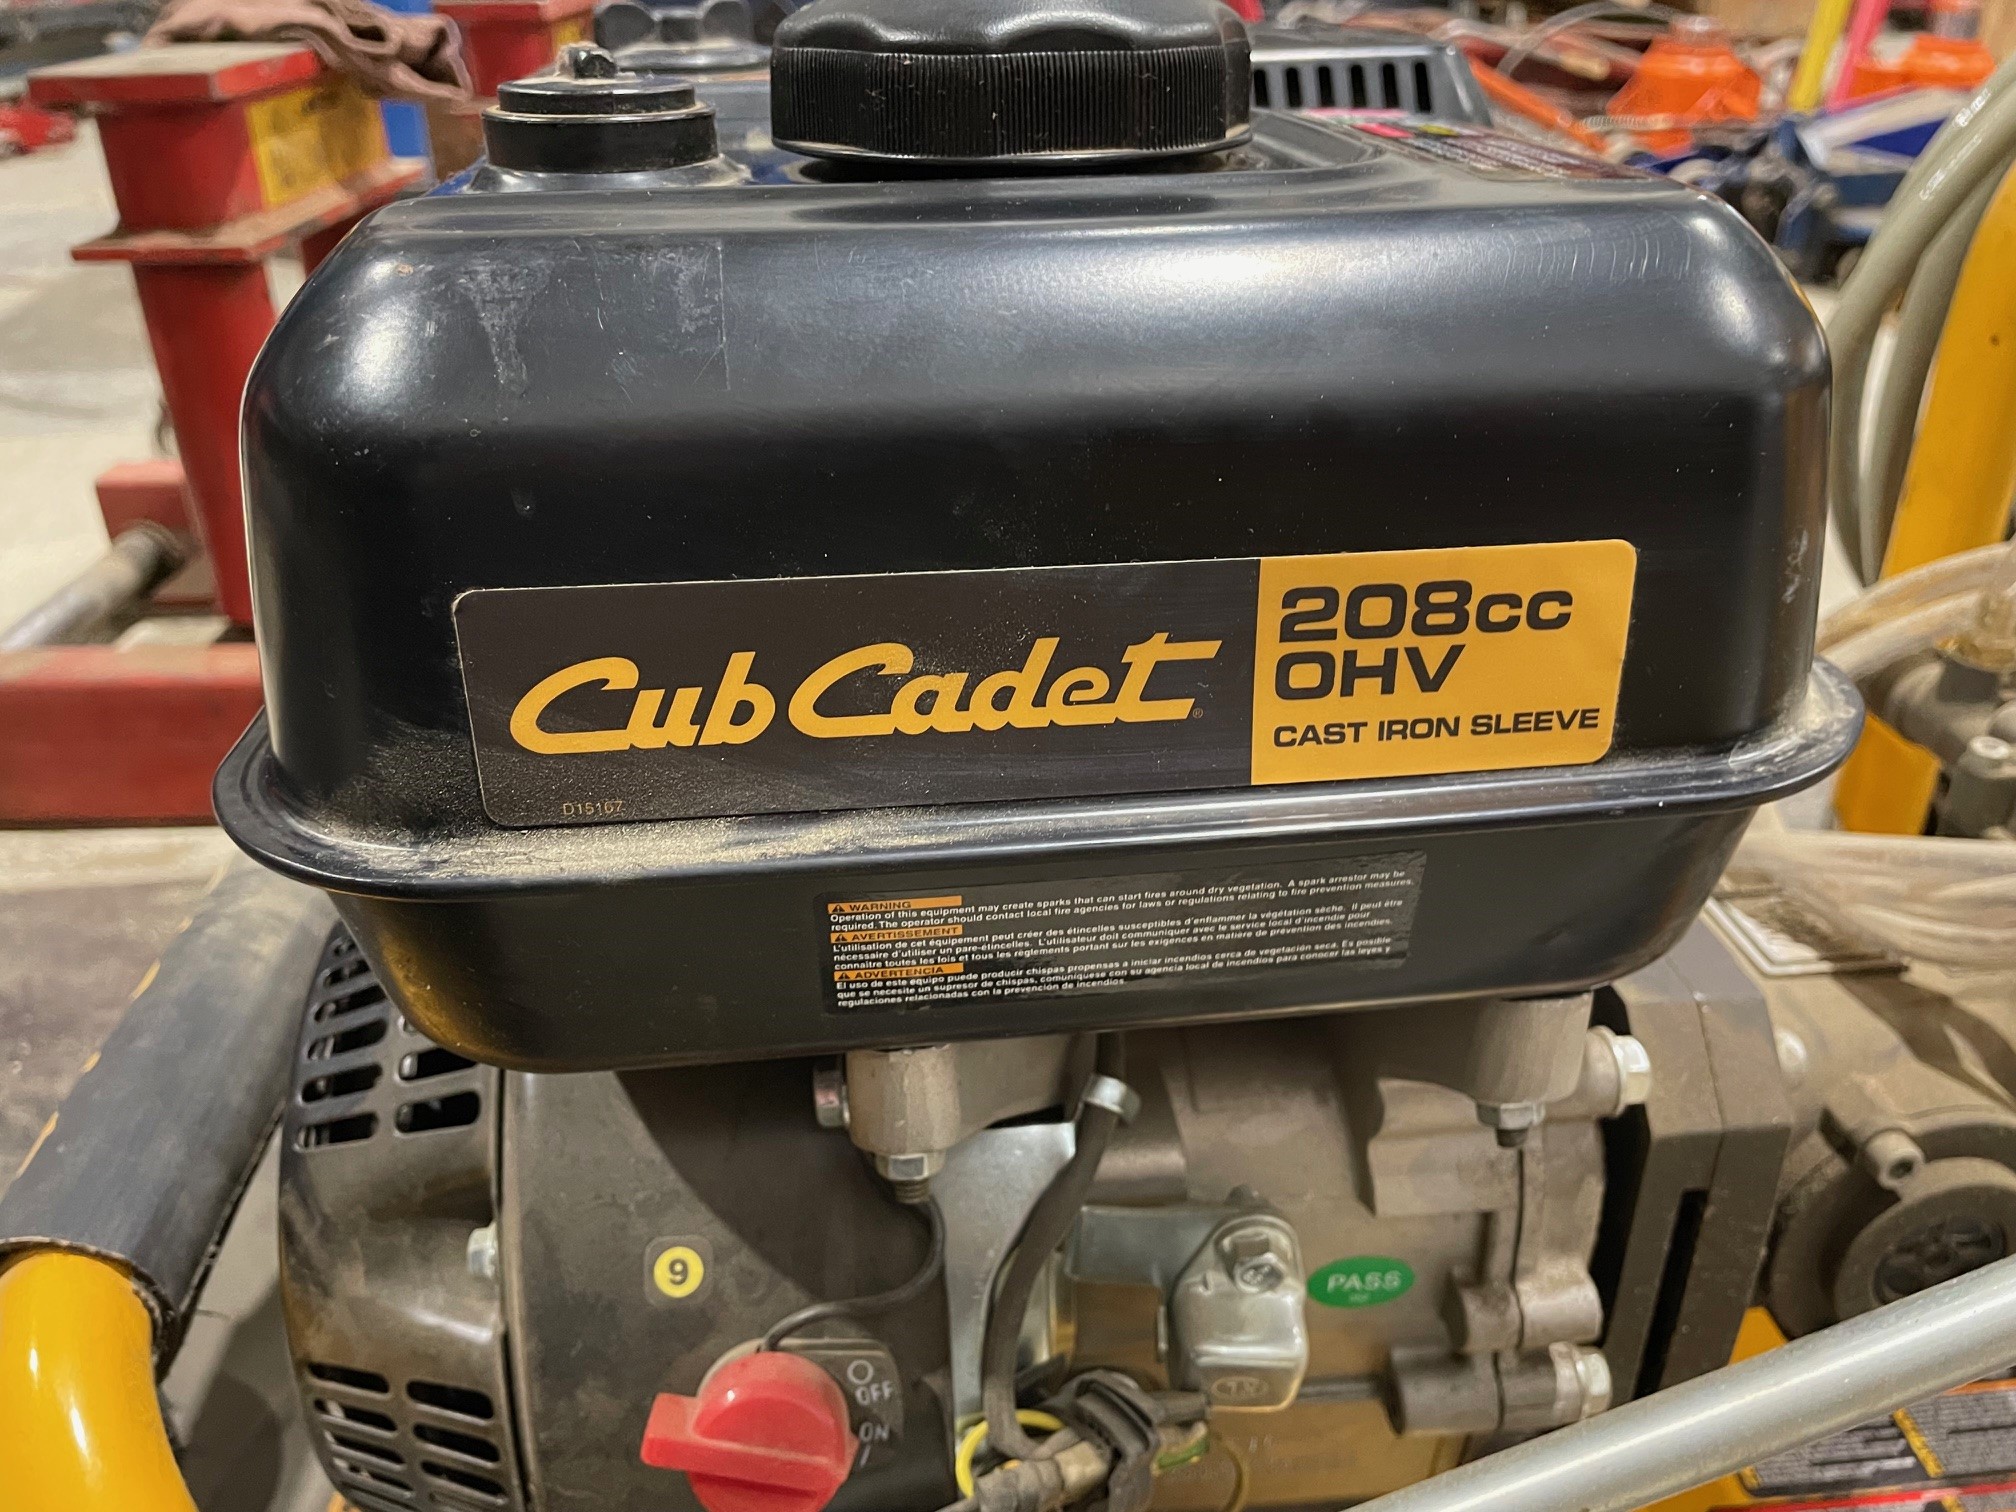 Cub Cadet®
208cc
OHV
CAST IRON SLEEVE
D15167
WARNING
Operation of this equipment may create sparks that can start fires around dry vegetation. A spark arrestor may be
required. The operator should contact local fire agencies for laws or regulations relating to fire prevention measures.
AVERTISSEMENT
L'utilisation de cet équipement peut créer des étincelles susceptibles d'enflammer la végétation sèche. Il peut être
nécessaire d'utiliser un pare-étincelles. L'utilisateur doit communiquer avec le service local d'incendie pour
connaître toutes les lois et tous les reglements portant sur les exigences en matière de prevention des incendies.
ADVERTENCIA
El uso de este equipo puede producir chispas propensas a iniciar incendios cerca de vegetación seca. Es posible
que se necesite un supresor de chispas, comuníquese con su agencia local de incendios para conocer las leyes y
regulaciones relacionadas con la prevención de incendios.
9
PASS
OFF
ON